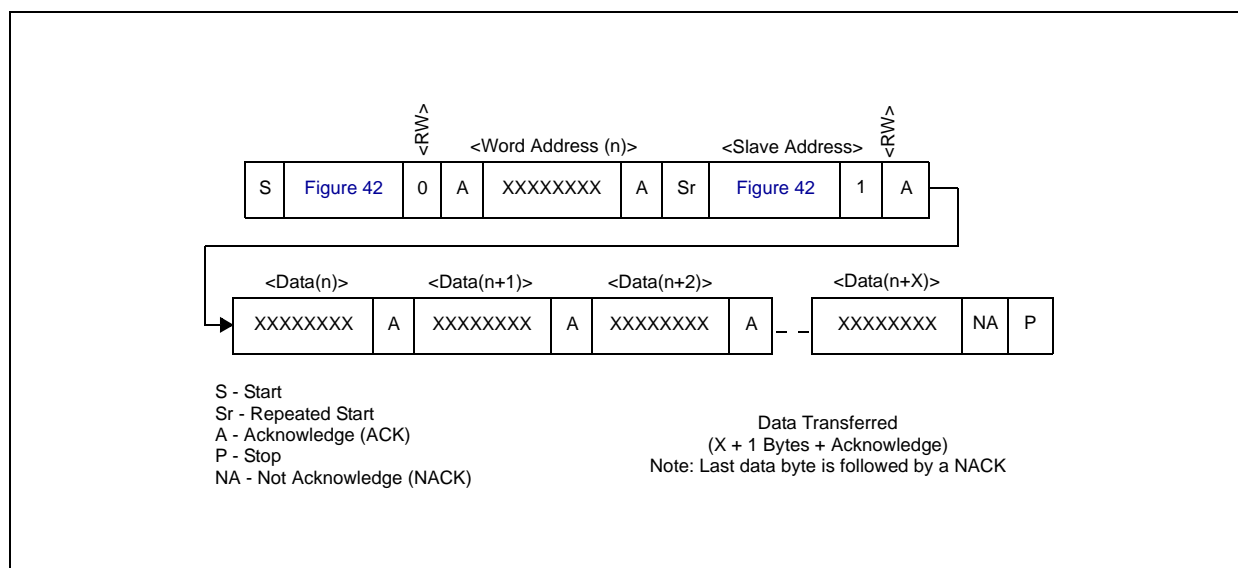 <RW>
<Word Address (n)>
<Slave Address>
<RW>
S Figure 42 0 A XXXXXXXX A Sr Figure 42 1 A
<Data(n)> <Data(n+1)> <Data(n+2)> <Data(n+X)>
XXXXXXXX A XXXXXXXX A XXXXXXXX A XXXXXXXX NA P
S - Start
Sr - Repeated Start
A - Acknowledge (ACK)
P - Stop
NA - Not Acknowledge (NACK)
Data Transferred
(X + 1 Bytes + Acknowledge)
Note: Last data byte is followed by a NACK